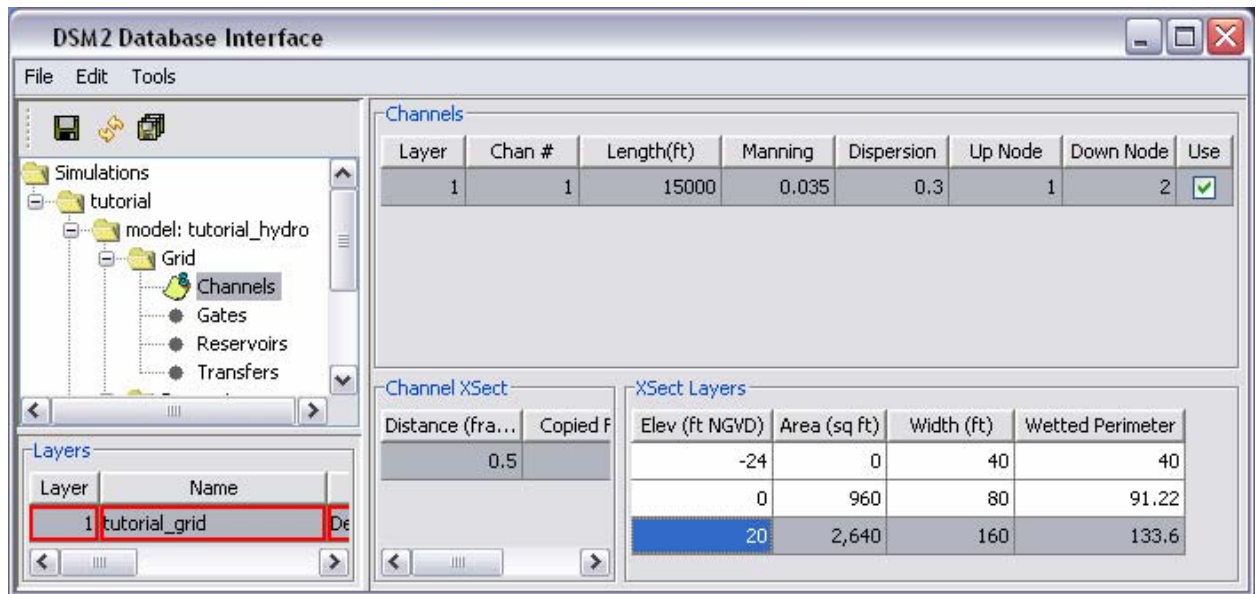 DSM2 Database Interface
File Edit Tools
Simulations
tutorial
model: tutorial_hydro
Grid
Channels
Gates
Reservoirs
Transfers
Layers
Layer Name
1 tutorial_grid De
Channels
Layer Chan # Length(ft) Manning Dispersion Up Node Down Node Use
1 1 15000 0.035 0.3 1 2
Channel XSect
Distance (fra... Copied F
0.5
XSect Layers
Elev (ft NGVD) Area (sq ft) Width (ft) Wetted Perimeter
-24 0 40 40
0 960 80 91.22
20 2,640 160 133.6